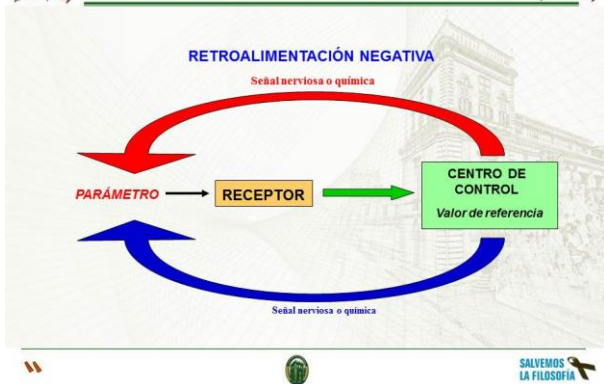 RETROALIMENTACIÓN NEGATIVA
Señal nerviosa o química
PARÁMETRO
RECEPTOR
CENTRO DE
CONTROL
Valor de referencia
Señal nerviosa o química
SALVEMOS
LA FILOSOFÍA